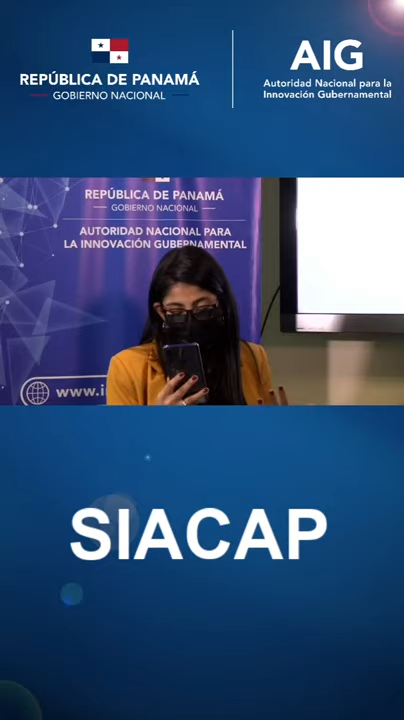 REPÚBLICA DE PANAMÁ
GOBIERNO NACIONAL
AIG
Autoridad Nacional para la
Innovación Gubernamental
REPÚBLICA DE PANAMÁ
GOBIERNO NACIONAL
AUTORIDAD NACIONAL PARA
LA INNOVACIÓN GUBERNAMENTAL
SIACAP